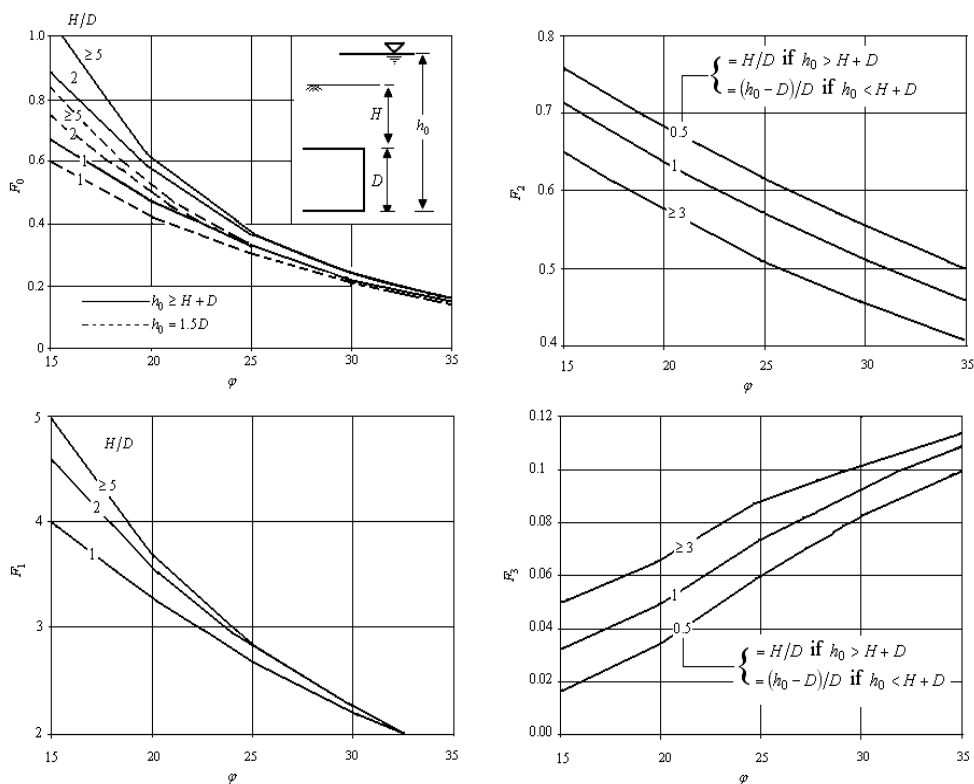 H/D
1.0
0.8
0.6
0.4
0.2
0
F₀
≥5
2
≥5
2
1
1
H
h₀
D
h₀ ≥ H + D
h₀ = 1.5D
15 20 25 30 35
φ
0.8
0.7
0.6
0.5
0.4
F₂
= H/D if h₀ > H + D
= (h₀ − D)/D if h₀ < H + D
0.5
1
≥3
15 20 25 30 35
φ
5
4
3
2
F₁
H/D
≥5
2
1
15 20 25 30 35
φ
0.12
0.1
0.08
0.06
0.04
0.02
0.00
F₃
≥3
1
0.5
= H/D if h₀ > H + D
= (h₀ − D)/D if h₀ < H + D
15 20 25 30 35
φ